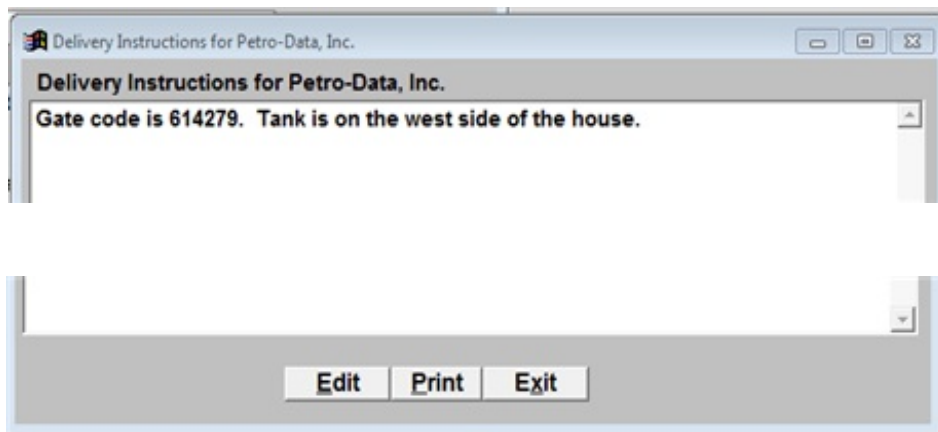 Delivery Instructions for Petro-Data, Inc.
Delivery Instructions for Petro-Data, Inc.
Gate code is 614279.  Tank is on the west side of the house.
Edit Print Exit